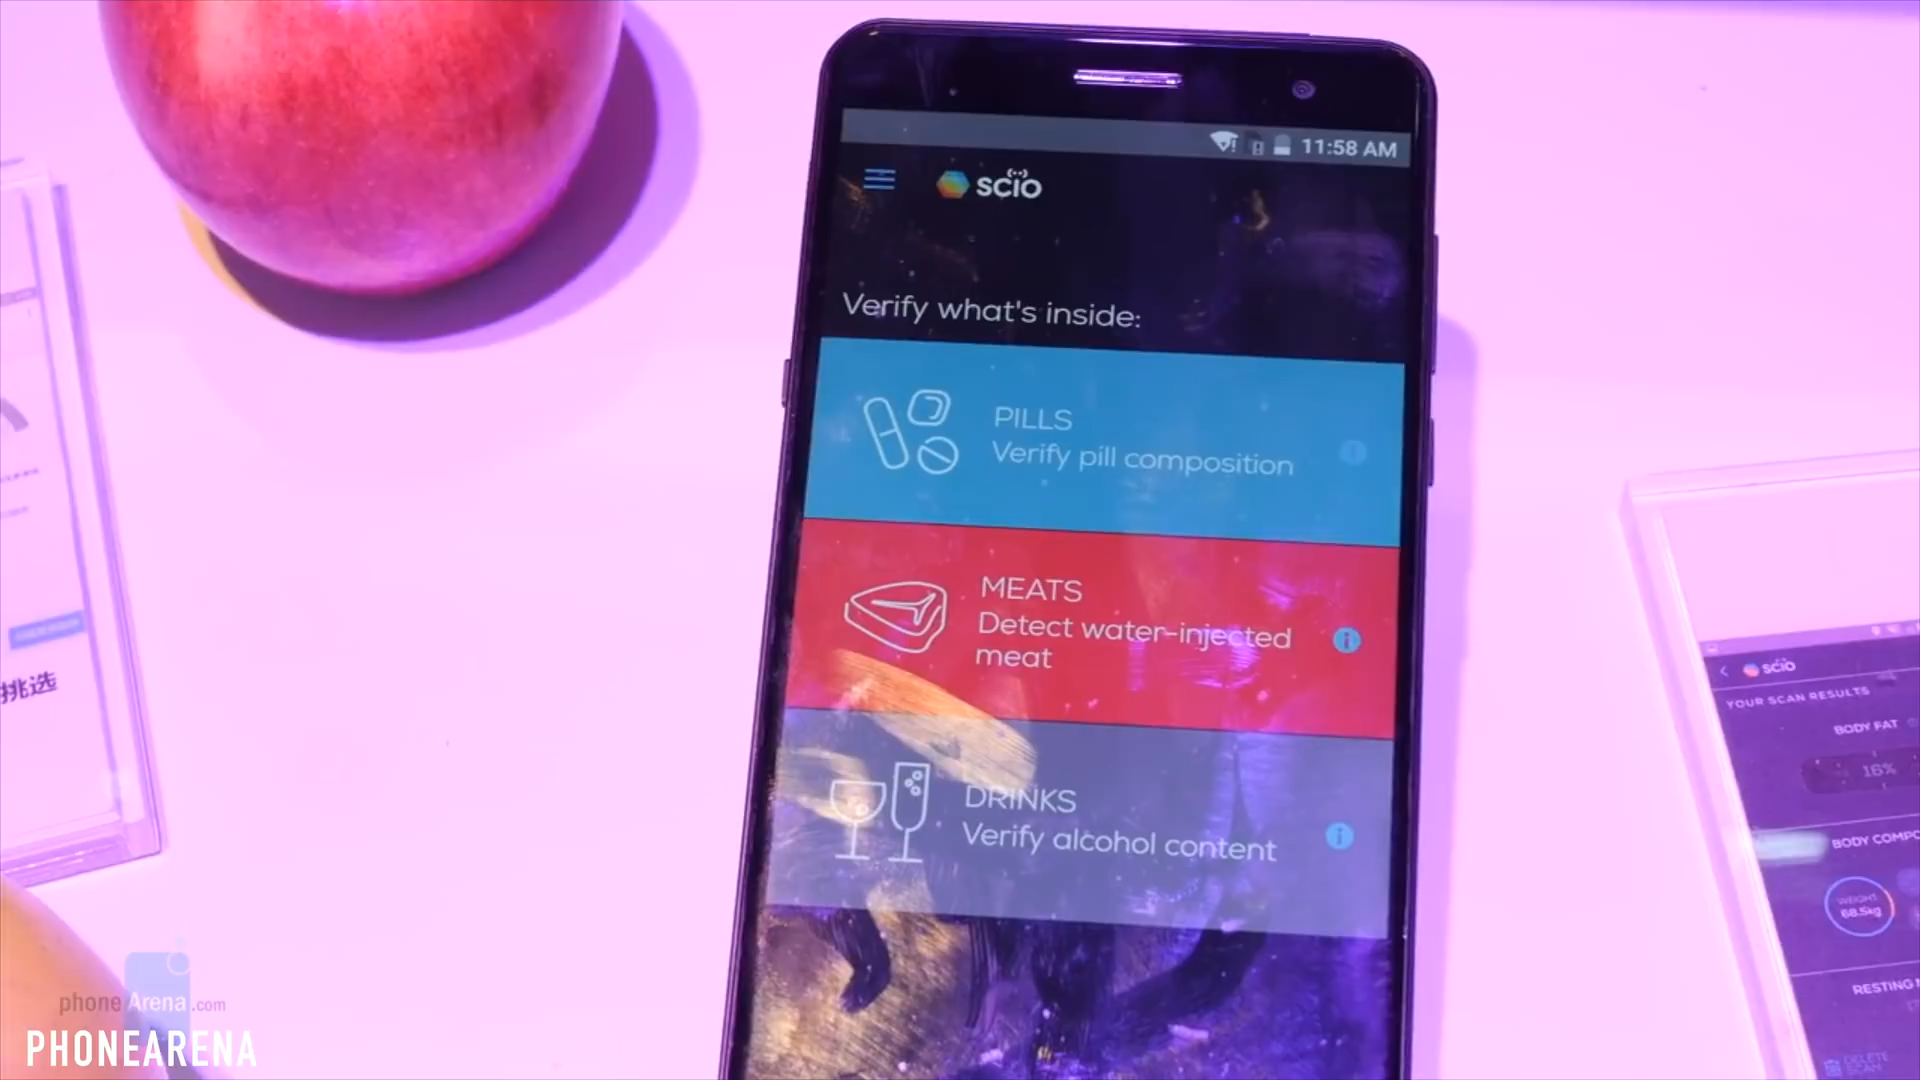 11:58 AM
SCIO
Verify what's inside:
PILLS
Verify pill composition
MEATS
Detect water-injected
meat
DRINKS
Verify alcohol content
挑选
SCIO
YOUR SCAN RESULTS
BODY FAT
16%
BODY COMPO
WEIGHT
68.5kg
RESTING
DELETE
SCAN
phoneArena.com
PHONEARENA